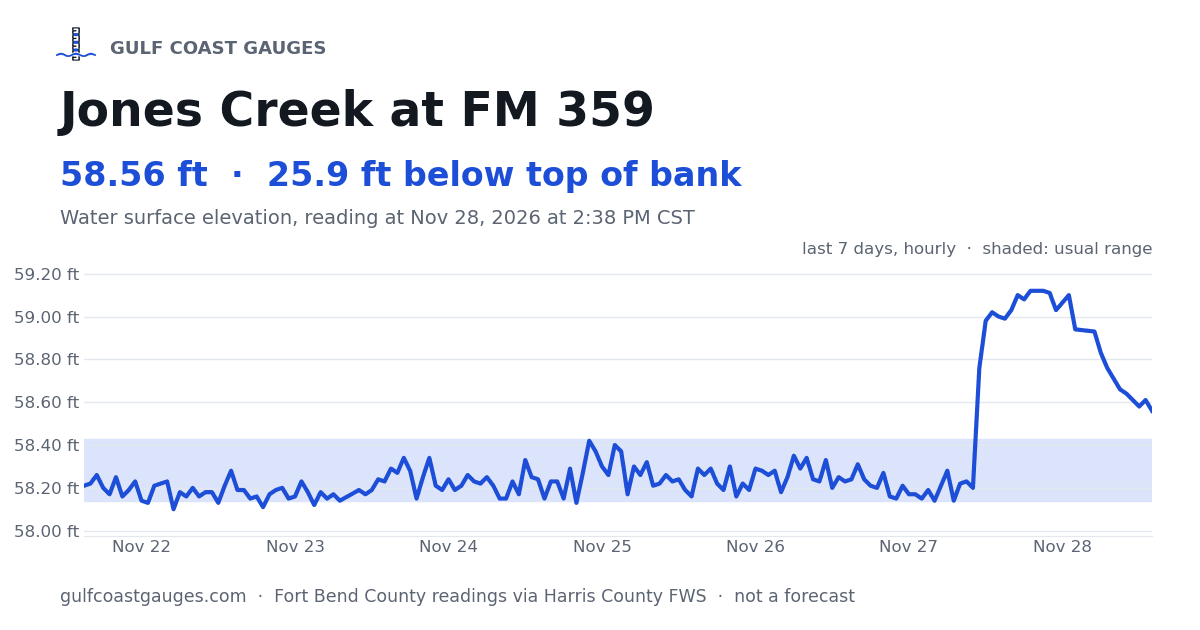 GULF COAST GAUGES
Jones Creek at FM 359
58.56 ft · 25.9 ft below top of bank
Water surface elevation, reading at Nov 28, 2026 at 2:38 PM CST
last 7 days, hourly · shaded: usual range
59.20 ft
59.00 ft
58.80 ft
58.60 ft
58.40 ft
58.20 ft
58.00 ft
Nov 22 Nov 23 Nov 24 Nov 25 Nov 26 Nov 27 Nov 28
gulfcoastgauges.com · Fort Bend County readings via Harris County FWS · not a forecast